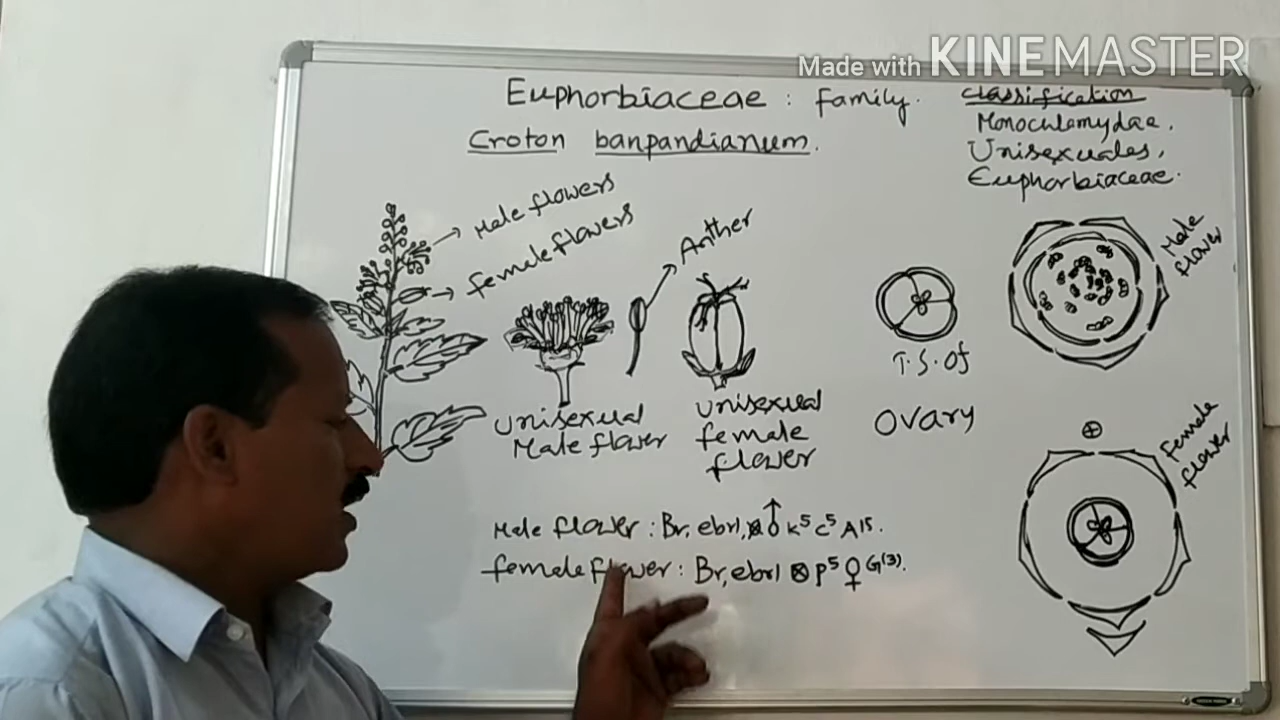 Made with KINEMASTER
Euphorbiaceae : family.
Croton banpandianum.
Classification
Monochlamydae.
Unisexuales,
Euphorbiaceae.
Male flowers
female flowers
Anther
Unisexual
Male flower
Unisexual
female
flower
T.S. Of
Ovary
Male
flower
⊕
Female
flower
Male flower : Br, ebrl, ⊗ ♂ K5 C5 A15.
female flower : Br, ebrl ⊗ P5 ♀ G(3).